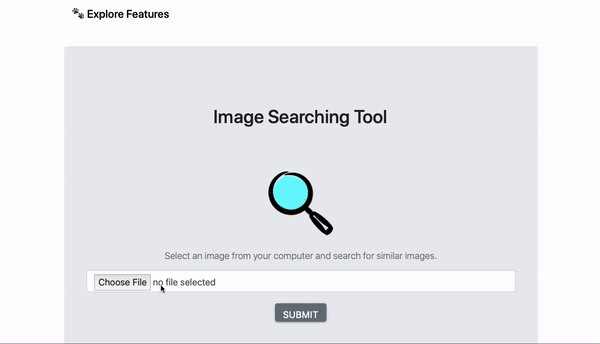 Explore Features
Image Searching Tool
Select an image from your computer and search for similar images.
Choose File no file selected
SUBMIT